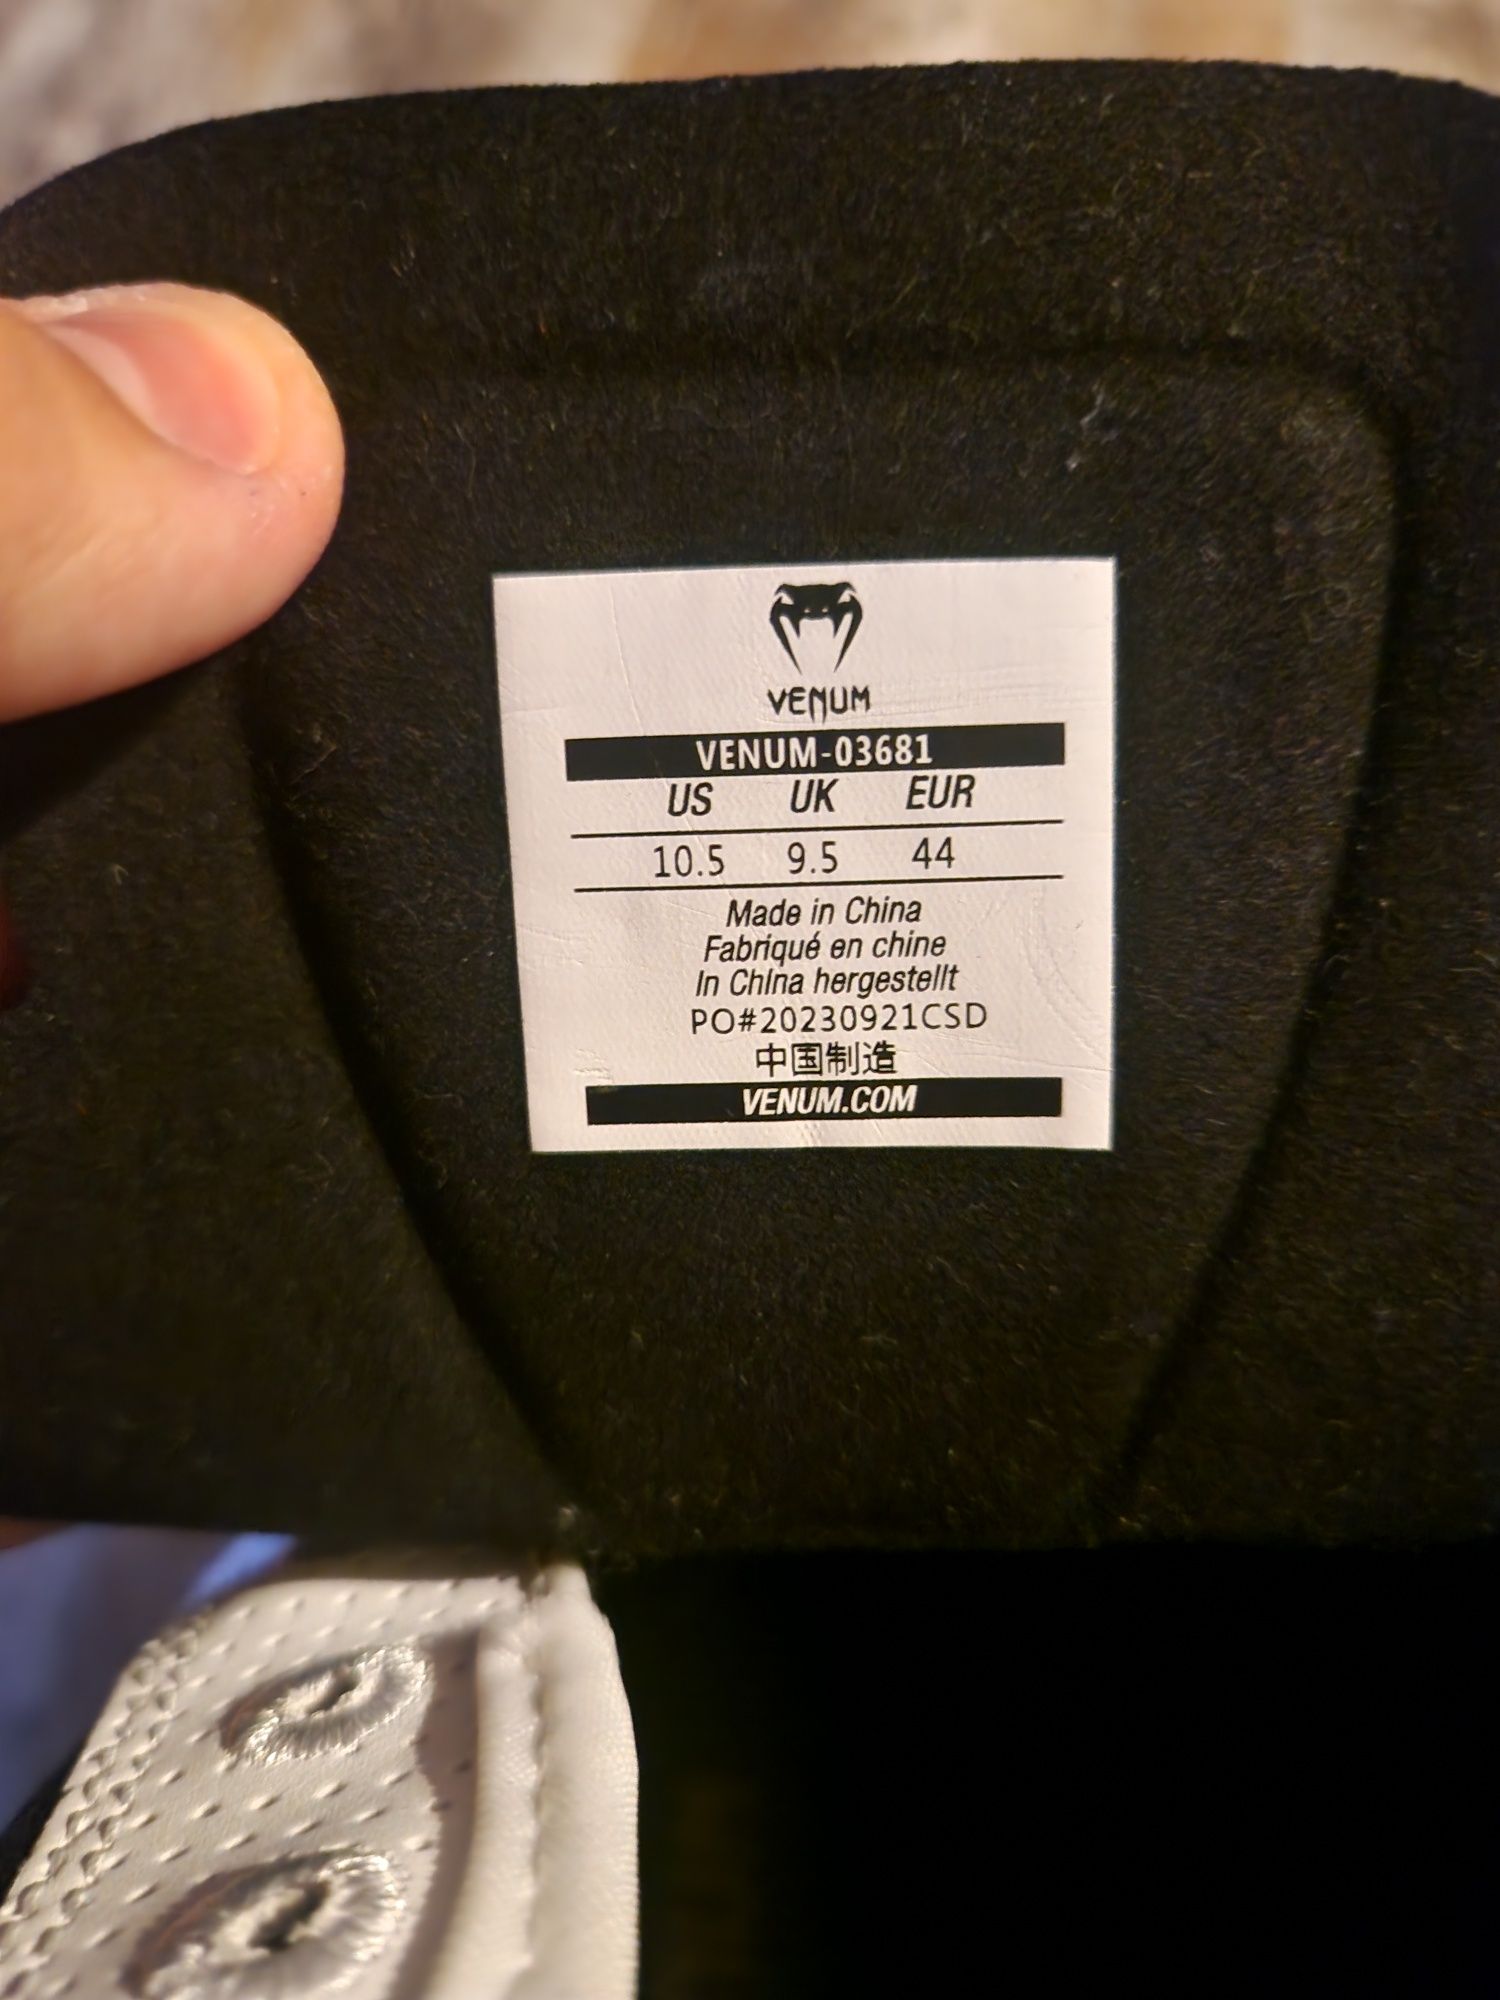 VENUM
VENUM-03681
US UK EUR
10.5 9.5 44
Made in China
Fabriqué en chine
In China hergestellt
PO#20230921CSD
中国制造
VENUM.COM